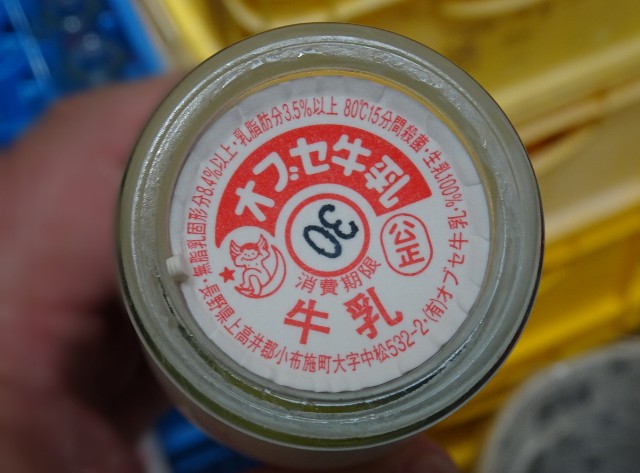 無脂乳固形分8.4%以上・乳脂肪分3.5%以上 80℃15分間殺菌・生乳100%・
オブセ牛乳
30
公正
消費期限
牛乳
・長野県上高井郡小布施町大字中松532-2・(有)オブセ牛乳